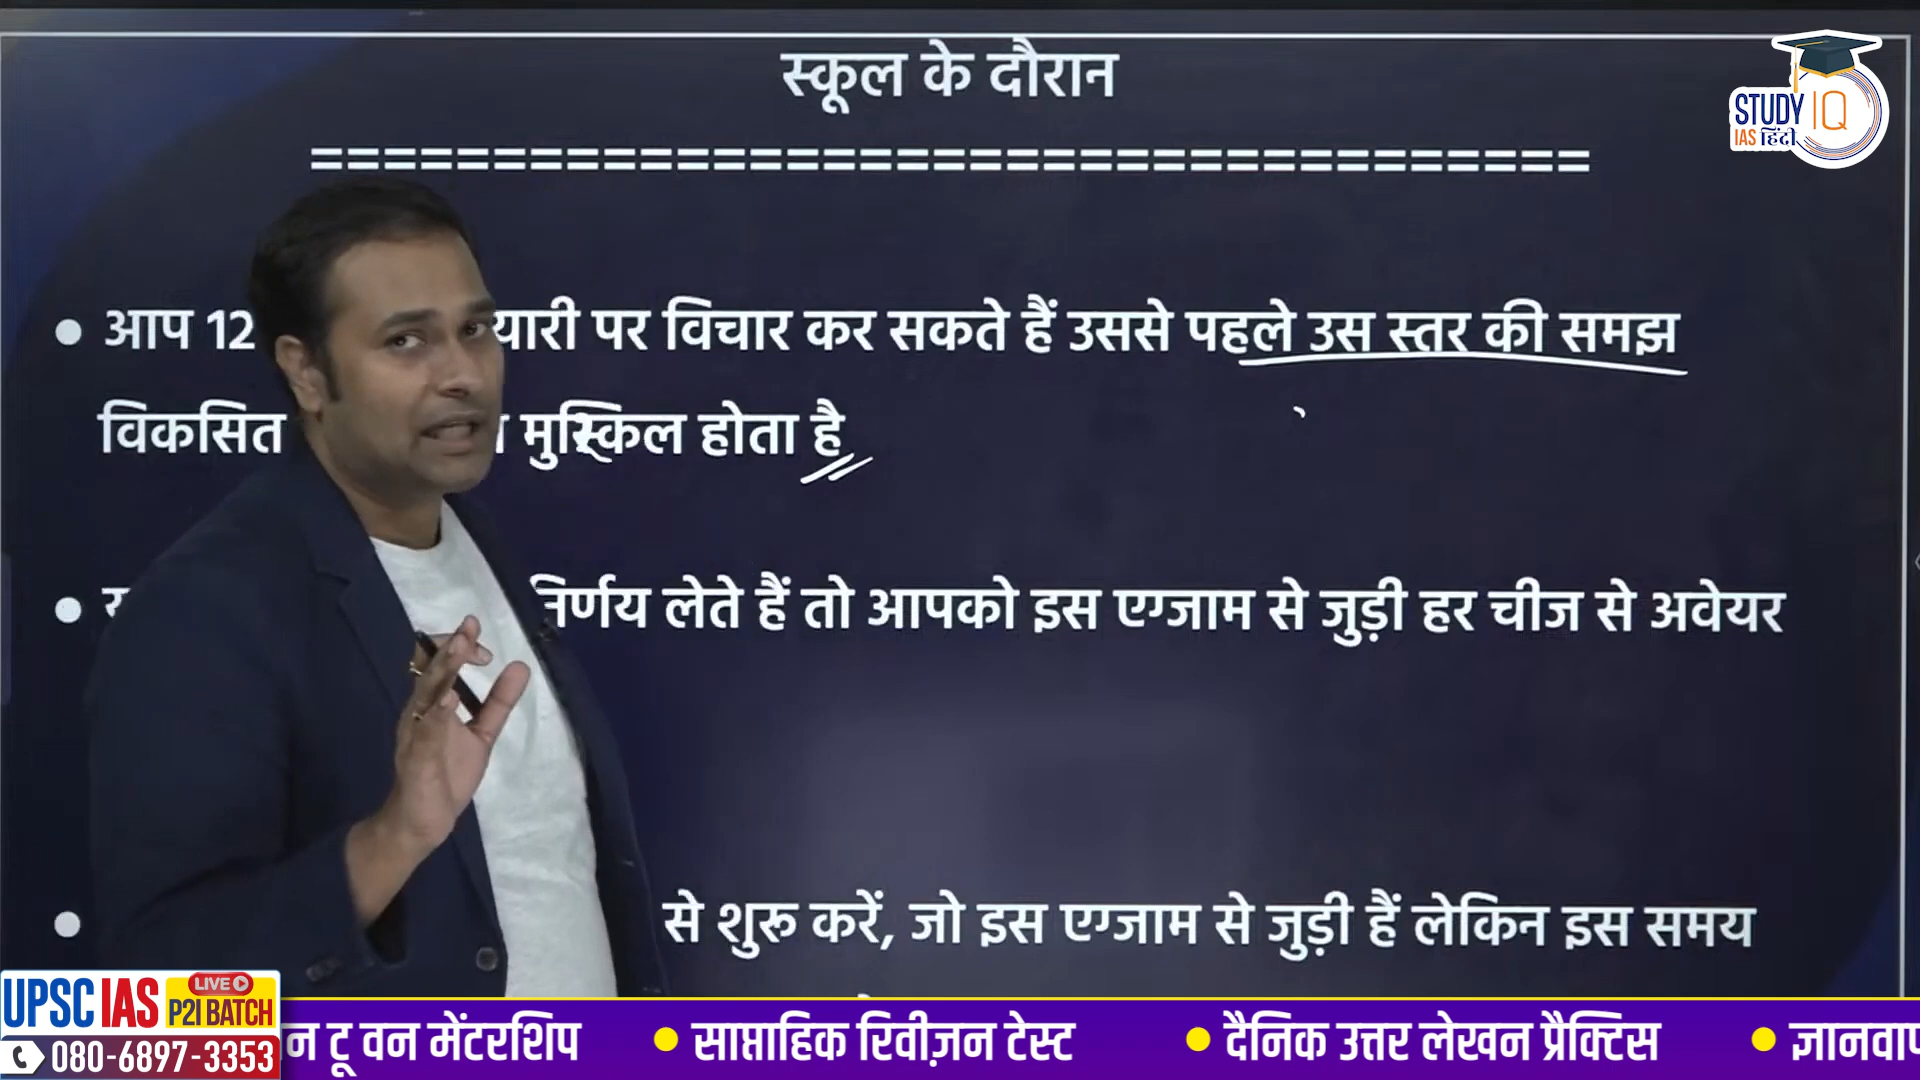 स्कूल के दौरान
======================================
STUDY IQ
IAS हिंदी
आप 12 यारी पर विचार कर सकते हैं उससे पहले उस स्तर की समझ
विकसित मुश्किल होता है
निर्णय लेते हैं तो आपको इस एग्जाम से जुड़ी हर चीज से अवेयर
से शुरू करें, जो इस एग्जाम से जुड़ी हैं लेकिन इस समय
UPSC IAS LIVE P2I BATCH
080-6897-3353
न टू वन मेंटरशिप • साप्ताहिक रिवीज़न टेस्ट • दैनिक उत्तर लेखन प्रैक्टिस •